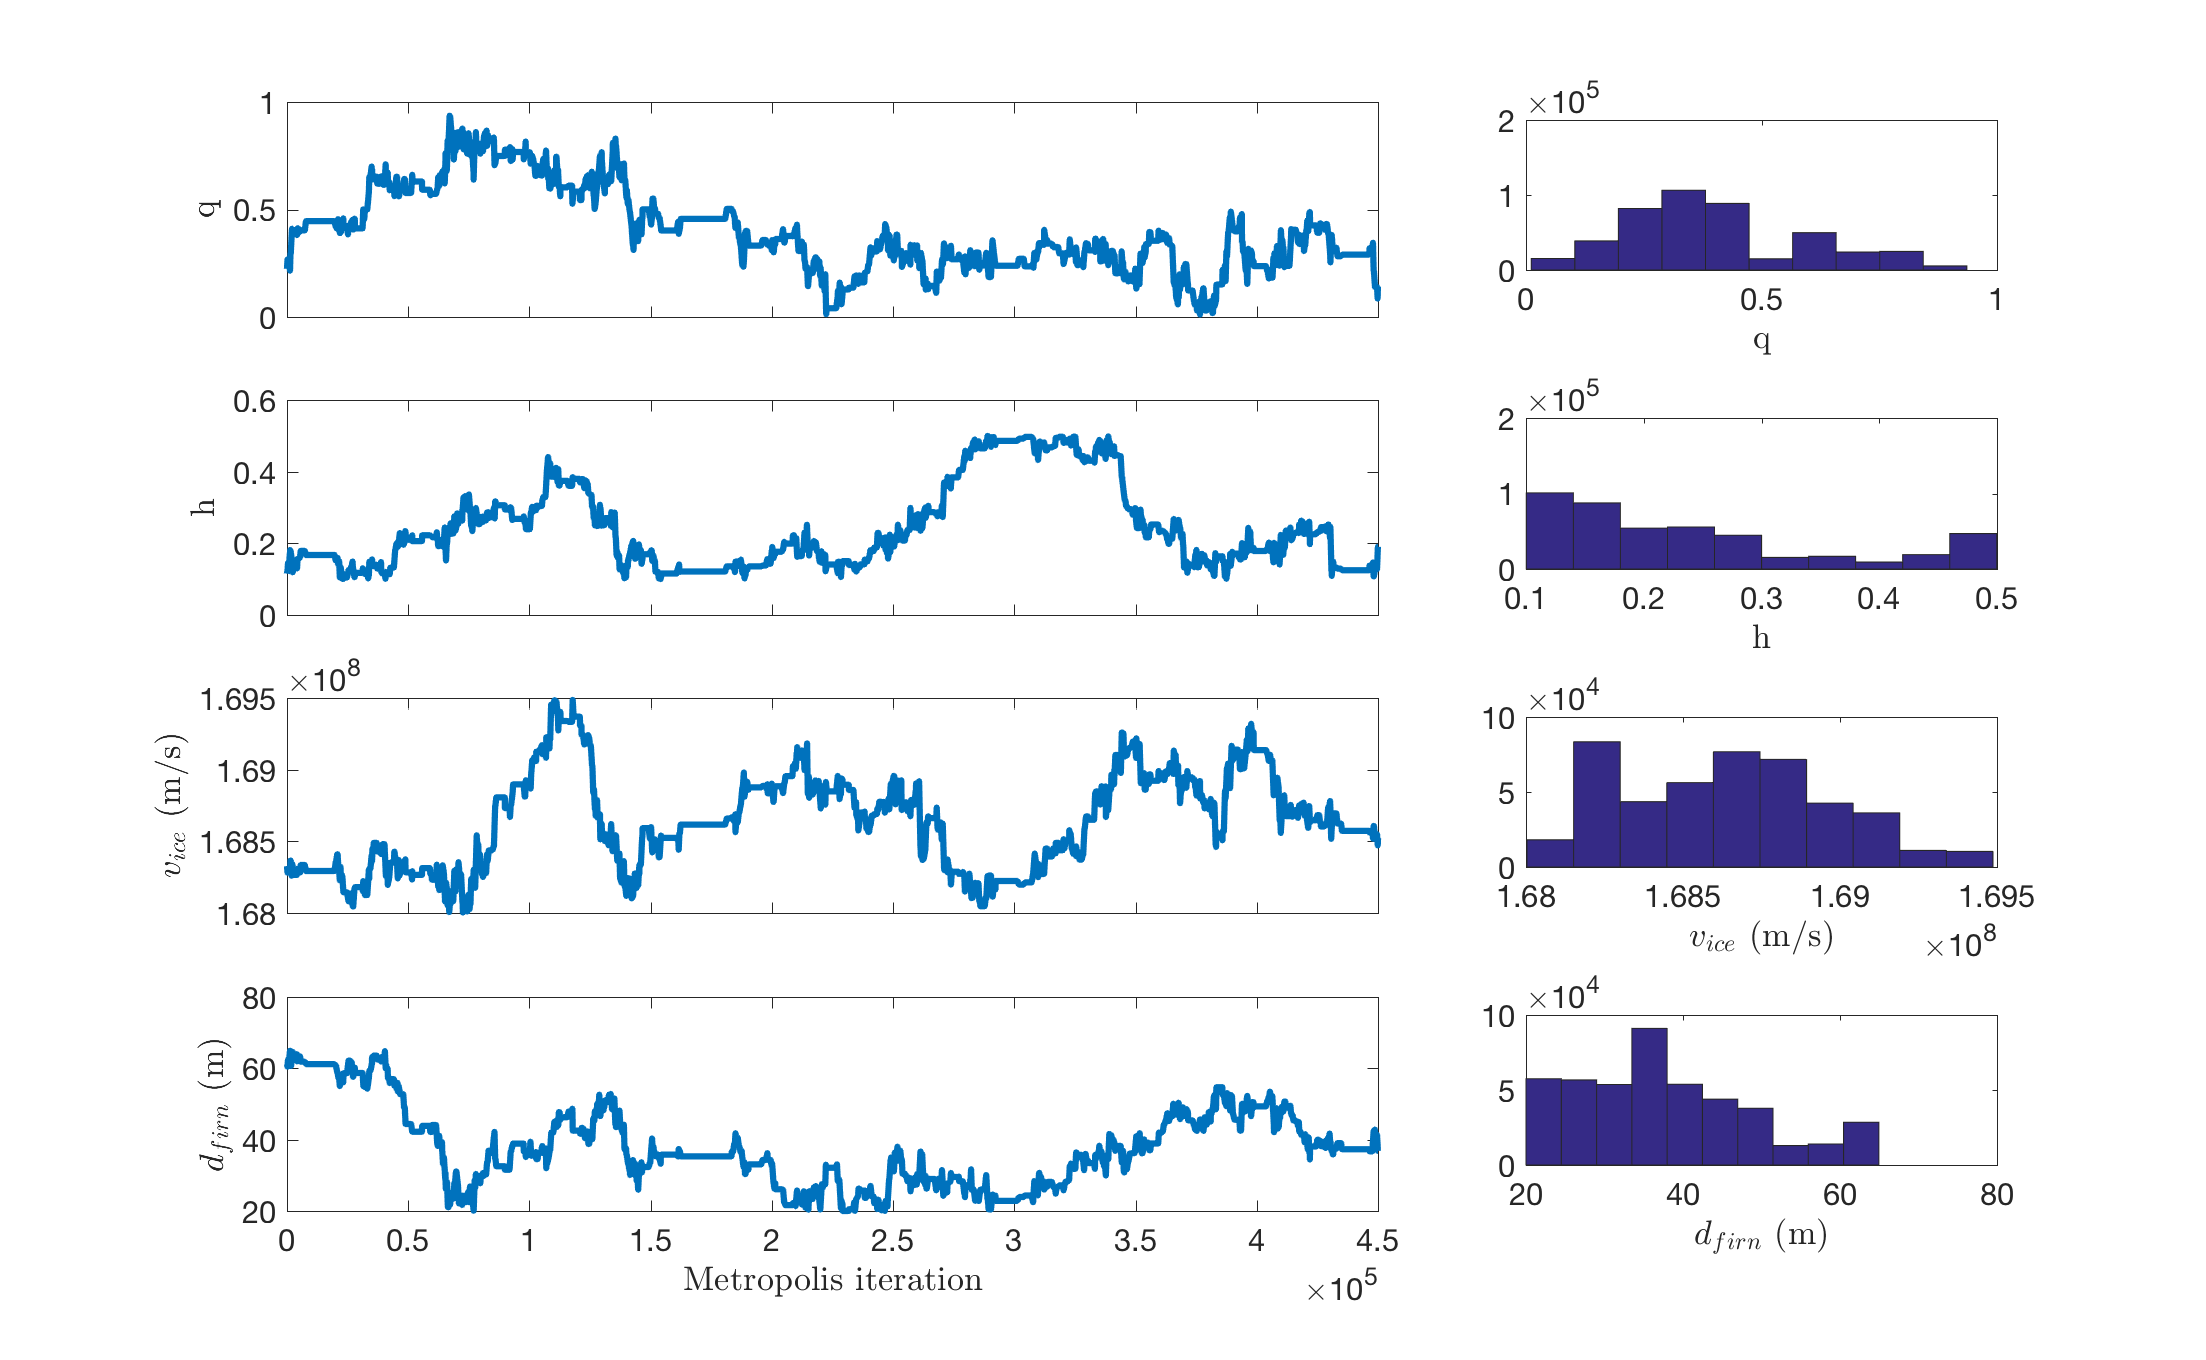 1
0.5
0
q
×10^5
2
1
0
0 0.5 1
q
0.6
0.4
0.2
0
h
×10^5
2
1
0
0.1 0.2 0.3 0.4 0.5
h
×10^8
1.695
1.69
1.685
1.68
v_ice (m/s)
×10^4
10
5
0
1.68 1.685 1.69 1.695
v_ice (m/s)
×10^8
80
60
40
20
d_firn (m)
0 0.5 1 1.5 2 2.5 3 3.5 4 4.5
Metropolis iteration
×10^5
×10^4
10
5
0
20 40 60 80
d_firn (m)